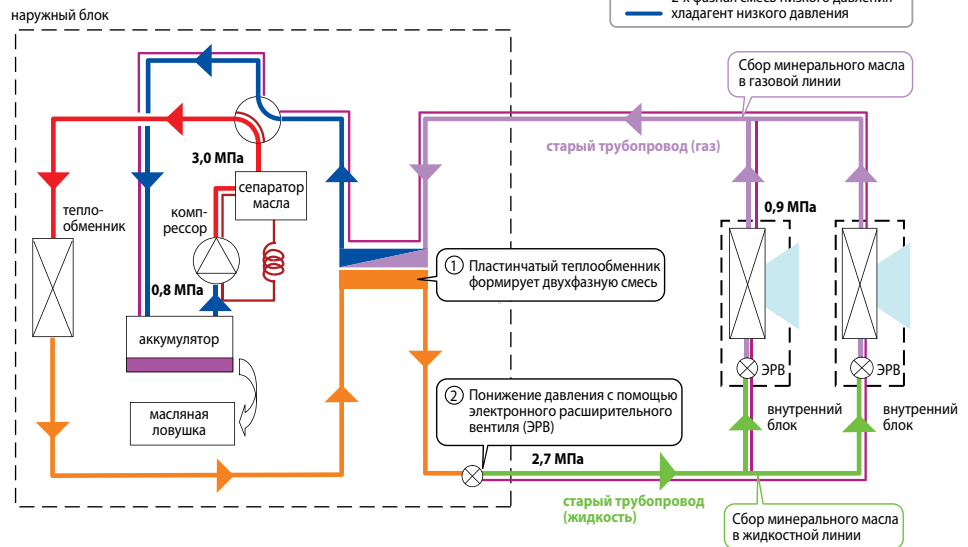 2-х фазная смесь низкого давления
хладагент низкого давления
наружный блок
Сбор минерального масла
в газовой линии
старый трубопровод (газ)
3,0 МПа
сепаратор
масла
тепло-
обменник
комп-
рессор
0,9 МПа
① Пластинчатый теплообменник
формирует двухфазную смесь
0,8 МПа
аккумулятор
ЭРВ
ЭРВ
② Понижение давления с помощью
электронного расширительного
вентиля (ЭРВ)
масляная
ловушка
внутренний
блок
внутренний
блок
2,7 МПа
старый трубопровод
(жидкость)
Сбор минерального масла
в жидкостной линии